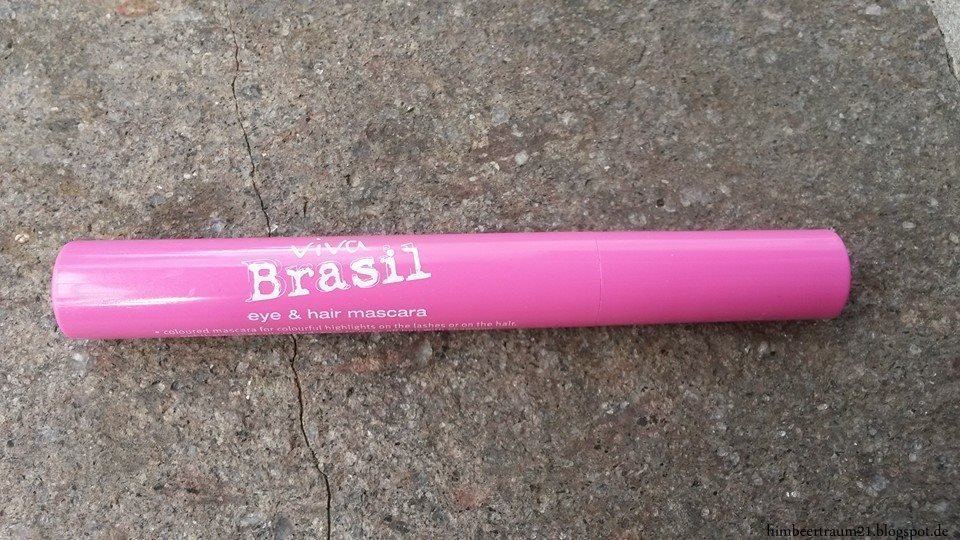 viva
Brasil
eye & hair mascara
• coloured mascara for colourful highlights on the lashes or on the hair.
himbeertraum21.blogspot.de